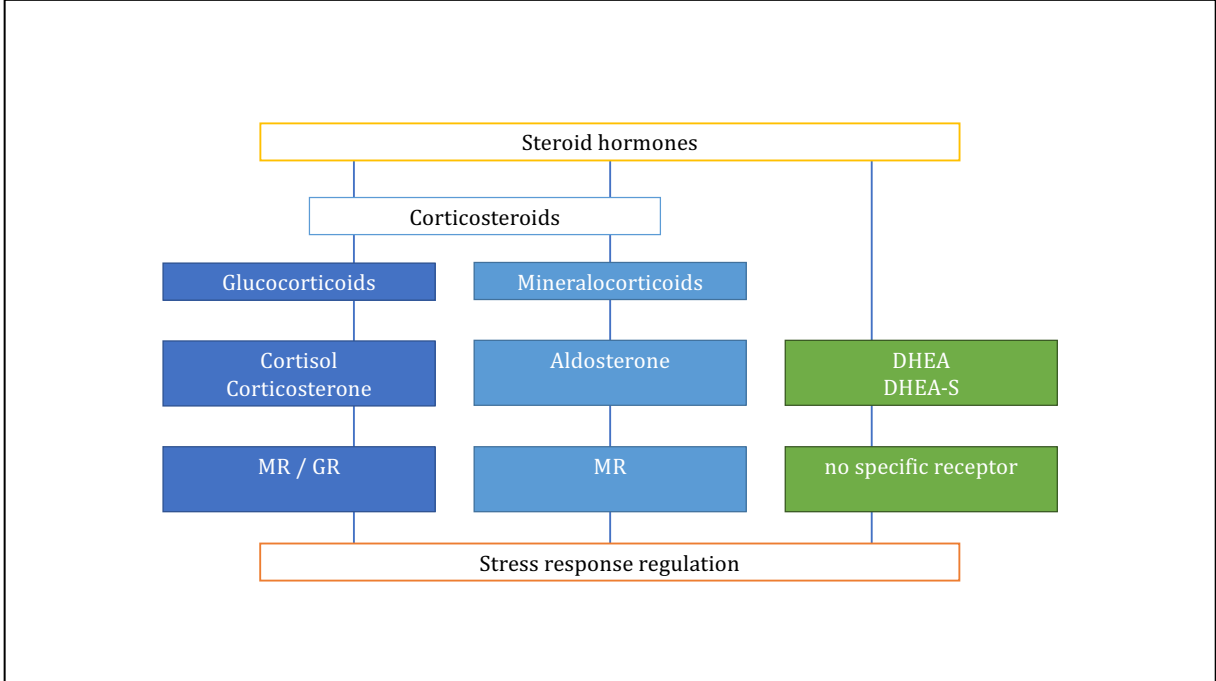 Steroid hormones
Corticosteroids
Glucocorticoids
Mineralocorticoids
Cortisol
Corticosterone
Aldosterone
DHEA
DHEA-S
MR / GR
MR
no specific receptor
Stress response regulation